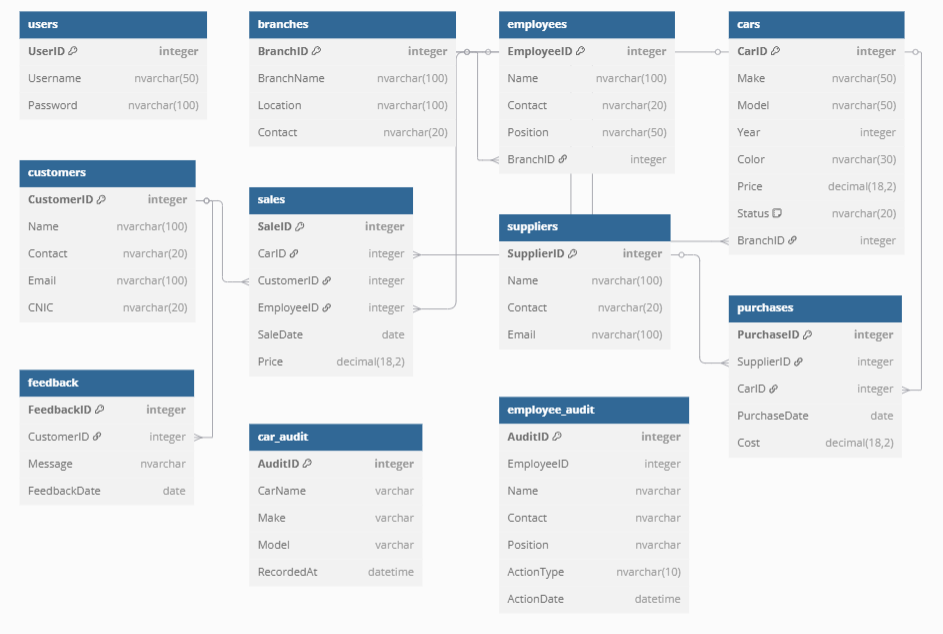 users
UserID integer
Username nvarchar(50)
Password nvarchar(100)
branches
BranchID integer
BranchName nvarchar(100)
Location nvarchar(100)
Contact nvarchar(20)
employees
EmployeeID integer
Name nvarchar(100)
Contact nvarchar(20)
Position nvarchar(50)
BranchID integer
cars
CarID integer
Make nvarchar(50)
Model nvarchar(50)
Year integer
Color nvarchar(30)
Price decimal(18,2)
Status nvarchar(20)
BranchID integer
customers
CustomerID integer
Name nvarchar(100)
Contact nvarchar(20)
Email nvarchar(100)
CNIC nvarchar(20)
sales
SaleID integer
CarID integer
CustomerID integer
EmployeeID integer
SaleDate date
Price decimal(18,2)
suppliers
SupplierID integer
Name nvarchar(100)
Contact nvarchar(20)
Email nvarchar(100)
purchases
PurchaseID integer
SupplierID integer
CarID integer
PurchaseDate date
Cost decimal(18,2)
feedback
FeedbackID integer
CustomerID integer
Message nvarchar
FeedbackDate date
car_audit
AuditID integer
CarName varchar
Make varchar
Model varchar
RecordedAt datetime
employee_audit
AuditID integer
EmployeeID integer
Name nvarchar
Contact nvarchar
Position nvarchar
ActionType nvarchar(10)
ActionDate datetime